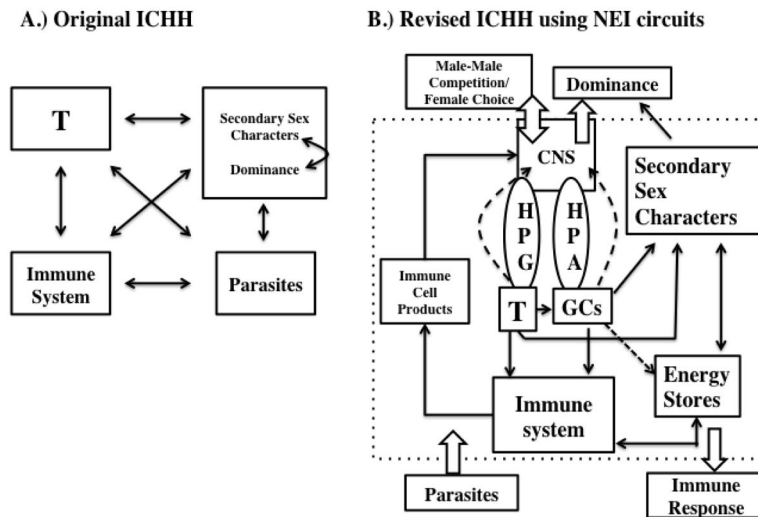 A.) Original ICHH
T
Secondary Sex
Characters
Dominance
Immune
System
Parasites
B.) Revised ICHH using NEI circuits
Male-Male
Competition/
Female Choice
Dominance
CNS
Secondary
Sex
Characters
H
P
G
H
P
A
Immune
Cell
Products
T
GCs
Energy
Stores
Immune
system
Parasites
Immune
Response